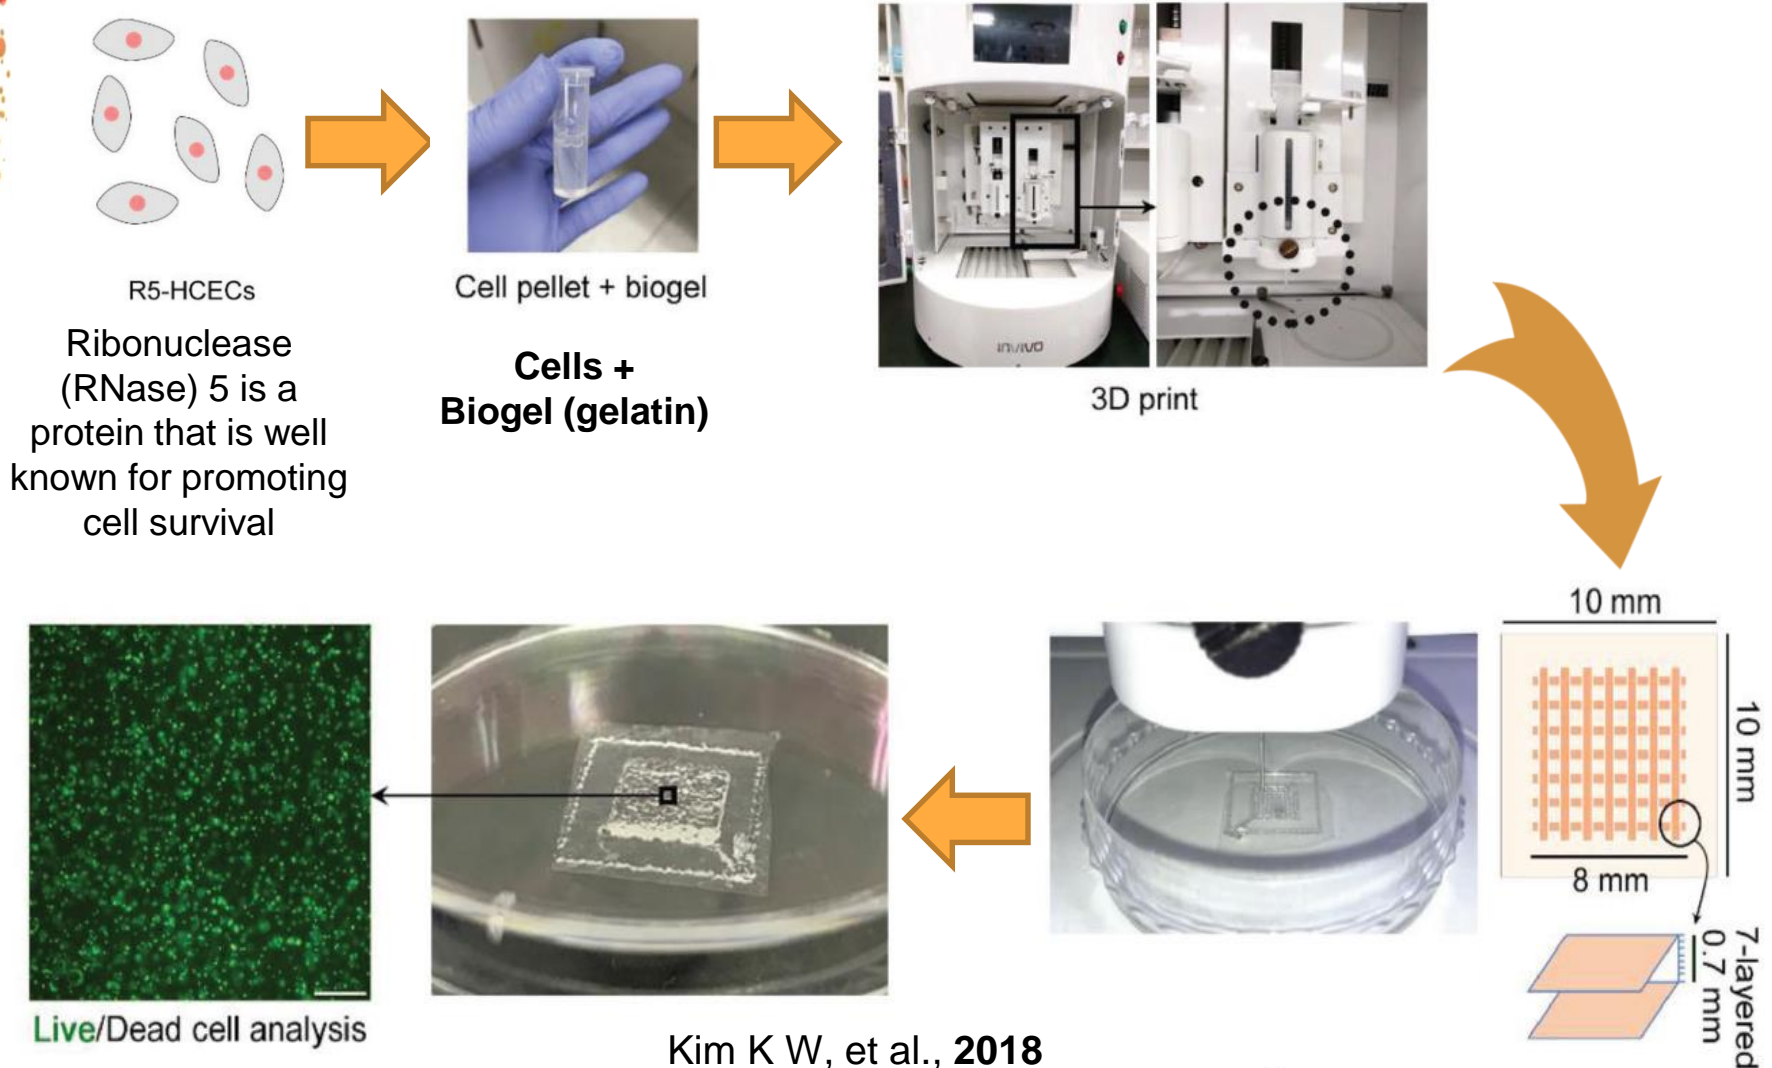 R5-HCECs
Ribonuclease
(RNase) 5 is a
protein that is well
known for promoting
cell survival
Cell pellet + biogel
Cells +
Biogel (gelatin)
INVIVO
3D print
10 mm
10 mm
8 mm
7-layered
0.7 mm
Live/Dead cell analysis
Kim K W, et al., 2018